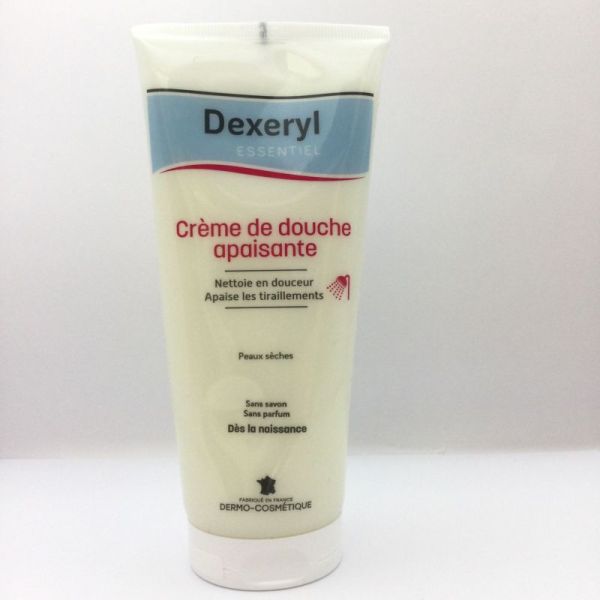 Dexeryl
ESSENTIEL
Crème de douche
apaisante
Nettoie en douceur
Apaise les tiraillements
Peaux sèches
Sans savon
Sans parfum
Dès la naissance
FABRIQUÉ EN FRANCE
DERMO-COSMÉTIQUE